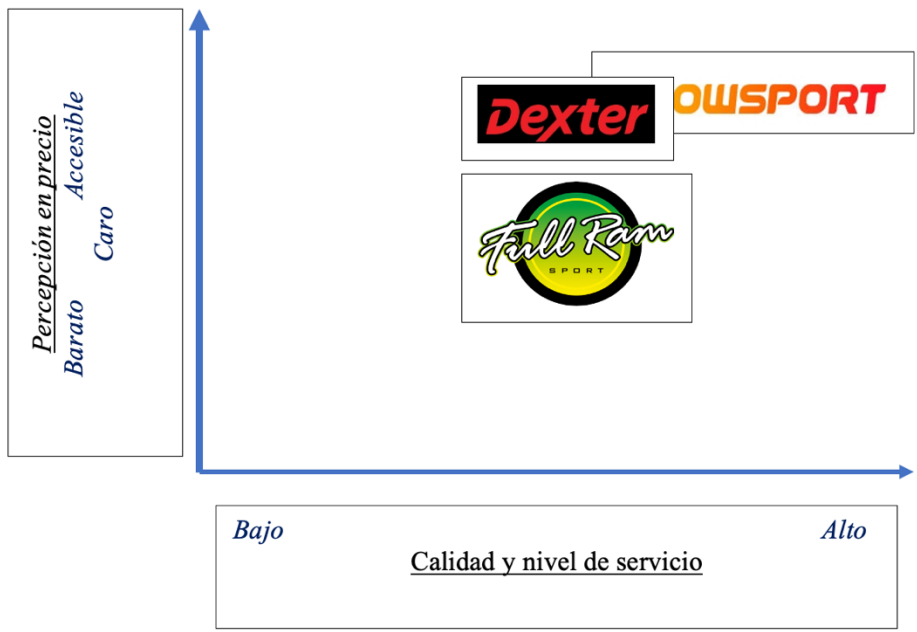 Percepción en precio
Barato Accesible
Caro
Dexter
OWSPORT
Full Ram
SPORT
Bajo Alto
Calidad y nivel de servicio